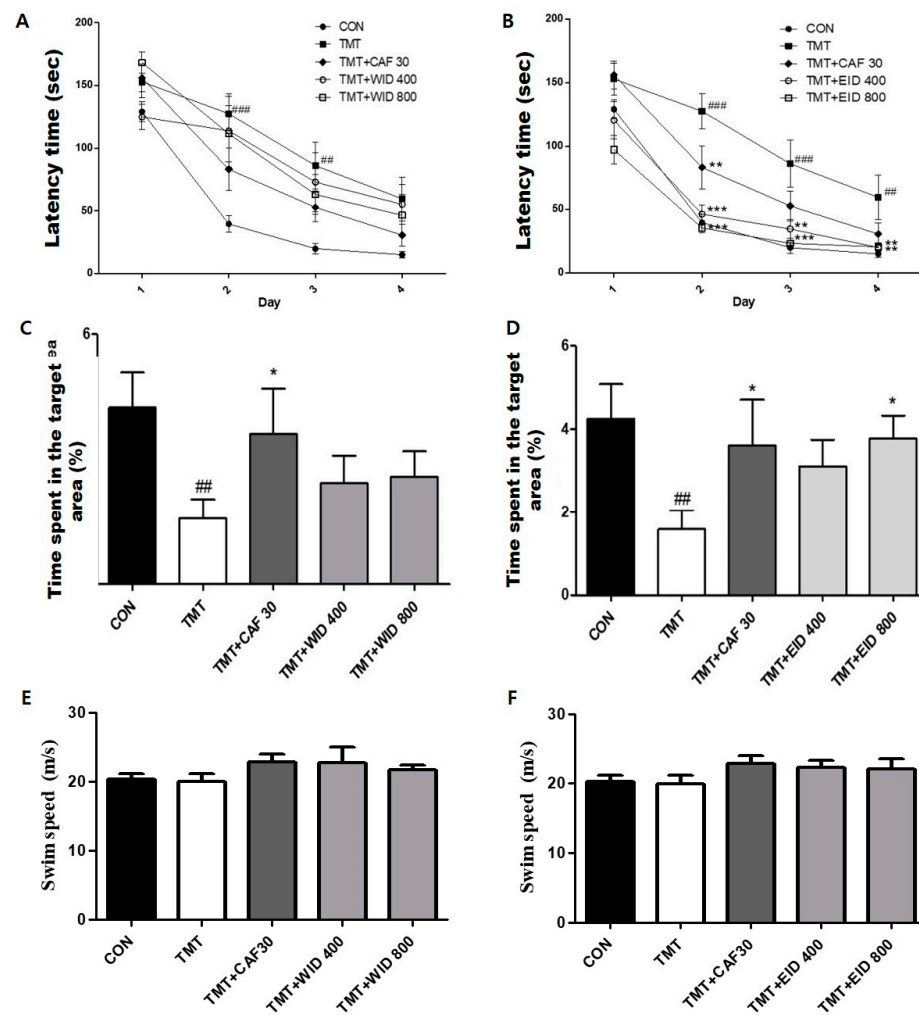 A
Latency time (sec)
200
150
100
50
0
CON
TMT
TMT+CAF 30
TMT+WID 400
TMT+WID 800
###
##
1
2
3
4
Day
B
Latency time (sec)
200
150
100
50
0
CON
TMT
TMT+CAF 30
TMT+EID 400
TMT+EID 800
###
###
##
**
***
***
**
***
**
**
1
2
3
4
Day
C
Time spent in the target ea
area (%)
6
##
*
CON
TMT
TMT+CAF 30
TMT+WID 400
TMT+WID 800
D
Time spent in the target
area (%)
6
4
2
0
##
*
*
CON
TMT
TMT+CAF 30
TMT+EID 400
TMT+EID 800
E
Swim speed (m/s)
30
20
10
0
CON
TMT
TMT+CAF30
TMT+WID 400
TMT+WID 800
F
Swim speed (m/s)
30
20
10
0
CON
TMT
TMT+CAF30
TMT+EID 400
TMT+EID 800